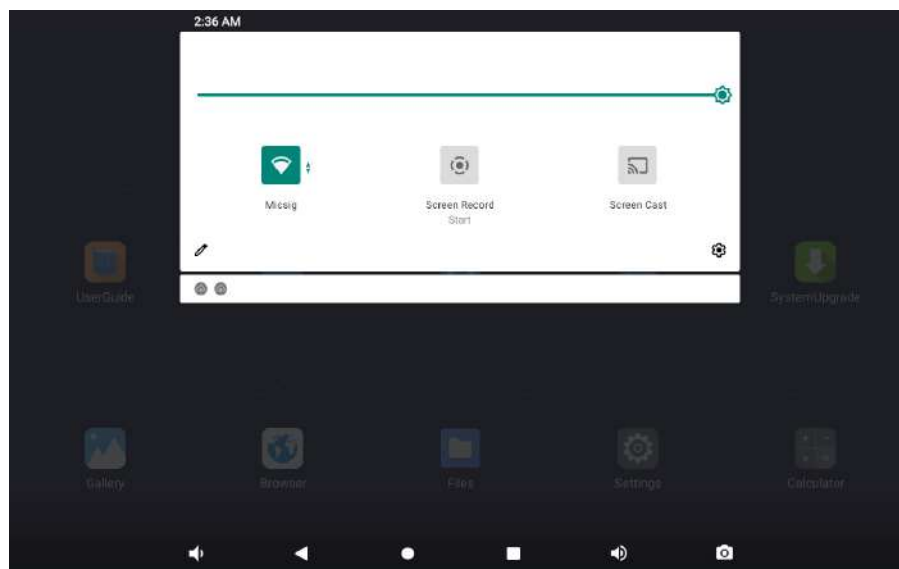 2:36 AM
Micsig
Screen Record
Start
Screen Cast
UserGuide
SystemUpgrade
Gallery
Browser
Files
Settings
Calculator